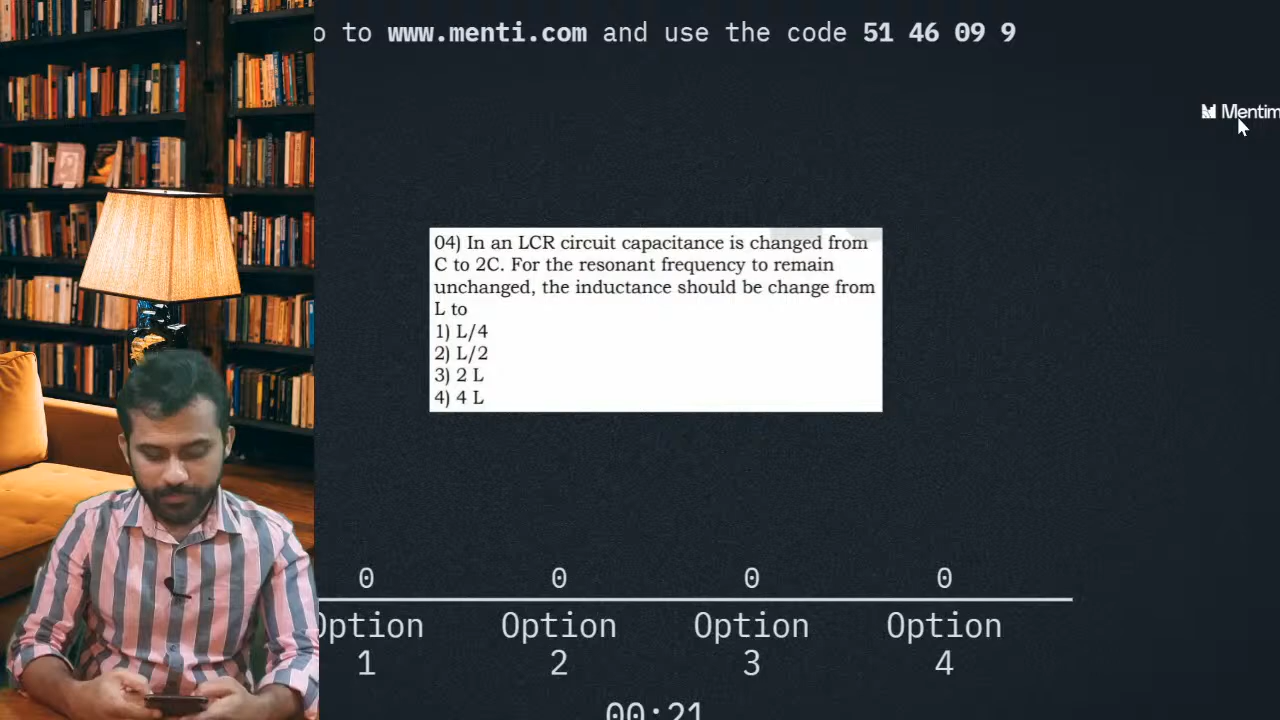 o to www.menti.com and use the code 51 46 09 9
Mentim
04) In an LCR circuit capacitance is changed from
C to 2C. For the resonant frequency to remain
unchanged, the inductance should be change from
L to
1) L/4
2) L/2
3) 2 L
4) 4 L
0 0 0 0
Option Option Option Option
1 2 3 4
00:21